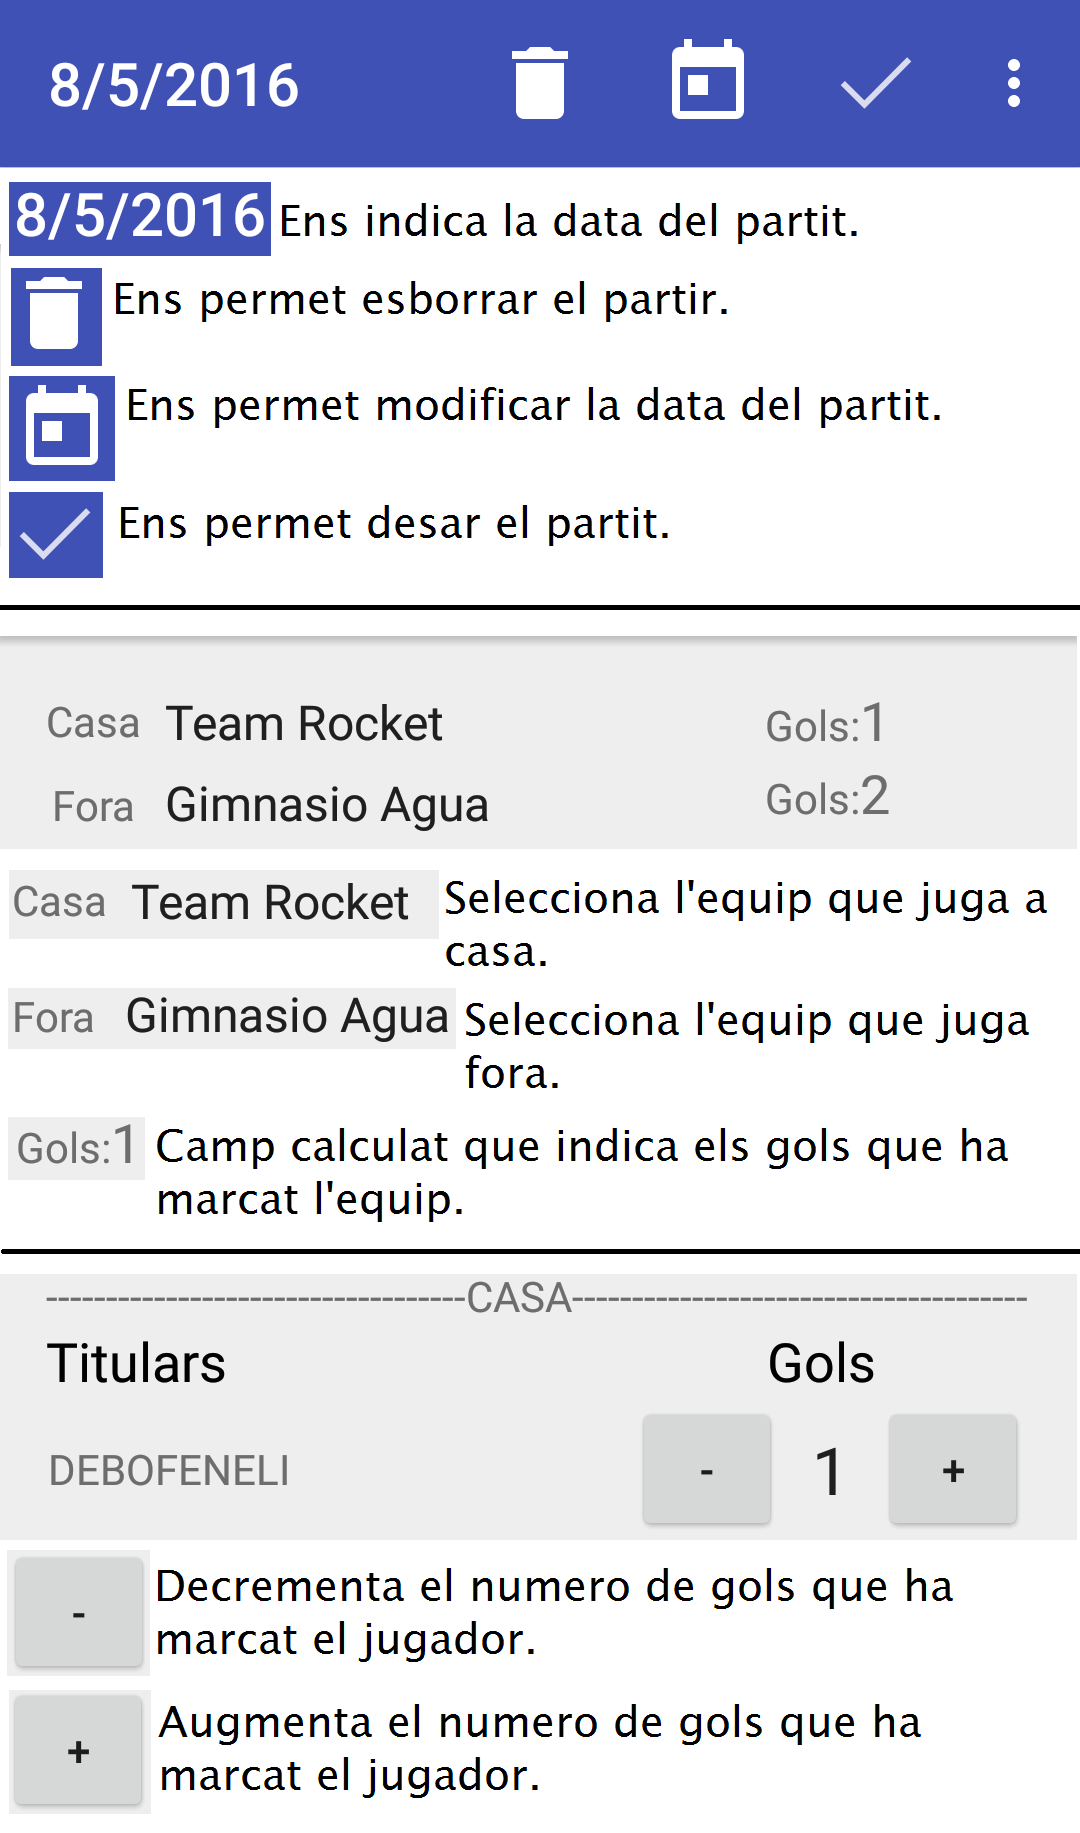 8/5/2016
8/5/2016 Ens indica la data del partit.
Ens permet esborrar el partir.
Ens permet modificar la data del partit.
Ens permet desar el partit.
Casa Team Rocket Gols:1
Fora Gimnasio Agua Gols:2
Casa Team Rocket Selecciona l'equip que juga a
casa.
Fora Gimnasio Agua Selecciona l'equip que juga
fora.
Gols:1 Camp calculat que indica els gols que ha
marcat l'equip.
-----------------------------------CASA--------------------------------------
Titulars Gols
DEBOFENELI - 1 +
- Decrementa el numero de gols que ha
marcat el jugador.
+ Augmenta el numero de gols que ha
marcat el jugador.